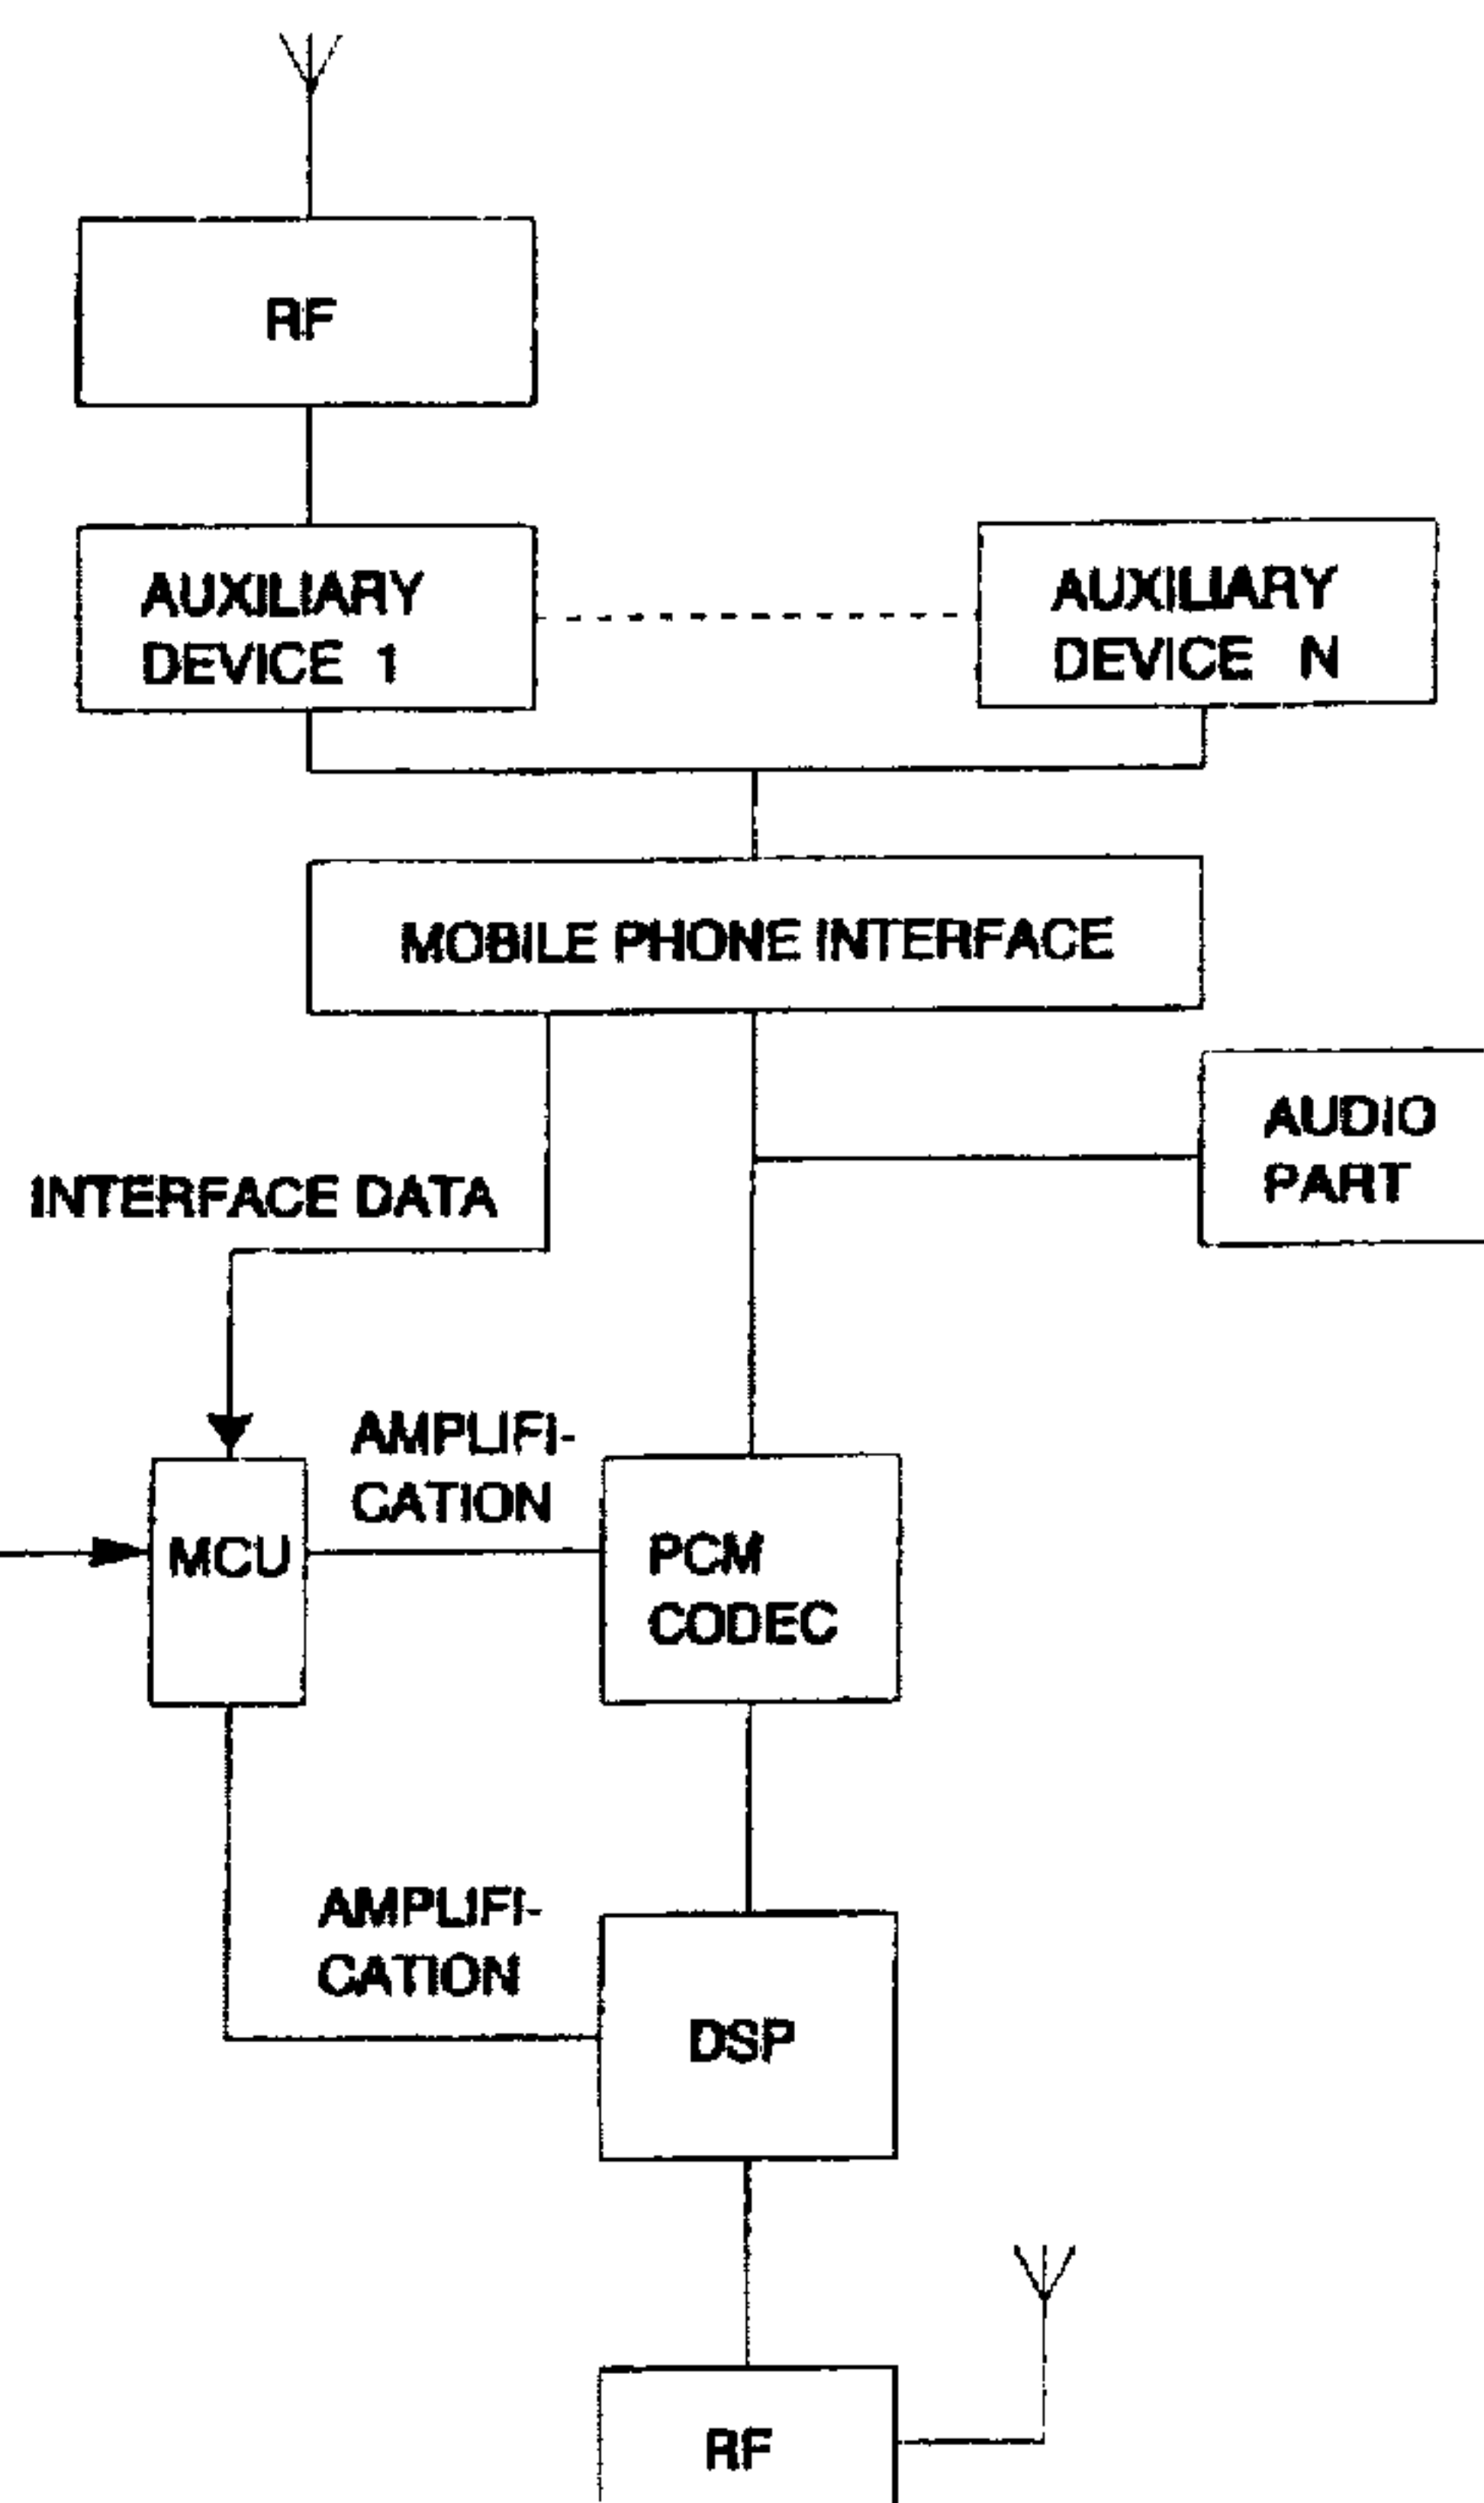 RF
AUXILIARY
DEVICE 1
AUXILIARY
DEVICE N
MOBILE PHONE INTERFACE
AUDIO
PART
INTERFACE DATA
AMPLIFI-
CATION
MCU
PCM
CODEC
AMPLIFI-
CATION
DSP
RF